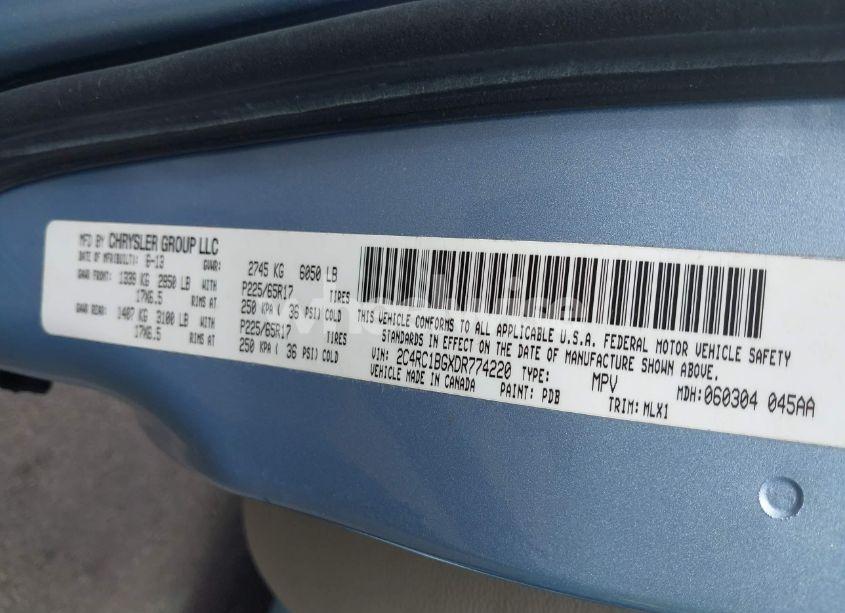 MFD BY CHRYSLER GROUP LLC
DATE OF MFR(BUILT): 6-13 GVWR: 2745 KG 6050 LB
GAWR FRONT: 1339 KG 2950 LB WITH P225/65R17 TIRES
17X6.5 RIMS AT 250 KPA ( 36 PSI) COLD
GAWR REAR: 1407 KG 3100 LB WITH P225/65R17 TIRES
17X6.5 RIMS AT 250 KPA ( 36 PSI) COLD
THIS VEHICLE CONFORMS TO ALL APPLICABLE U.S.A. FEDERAL MOTOR VEHICLE SAFETY
STANDARDS IN EFFECT ON THE DATE OF MANUFACTURE SHOWN ABOVE.
VIN: 2C4RC1BGXDR774220 TYPE: MPV MDH:060304 045AA
VEHICLE MADE IN CANADA PAINT: PDB TRIM: MLX1